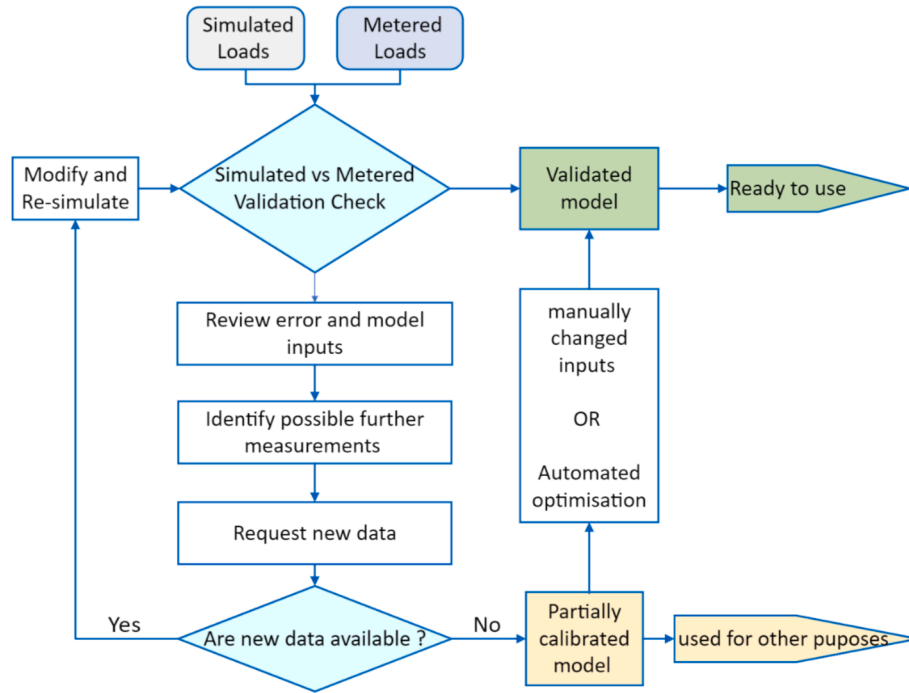 Simulated
Loads
Metered
Loads
Modify and
Re-simulate
Simulated vs Metered
Validation Check
Validated
model
Ready to use
Review error and model
inputs
manually
changed
inputs
OR
Automated
optimisation
Identify possible further
measurements
Request new data
Yes
Are new data available ?
No
Partially
calibrated
model
used for other puposes